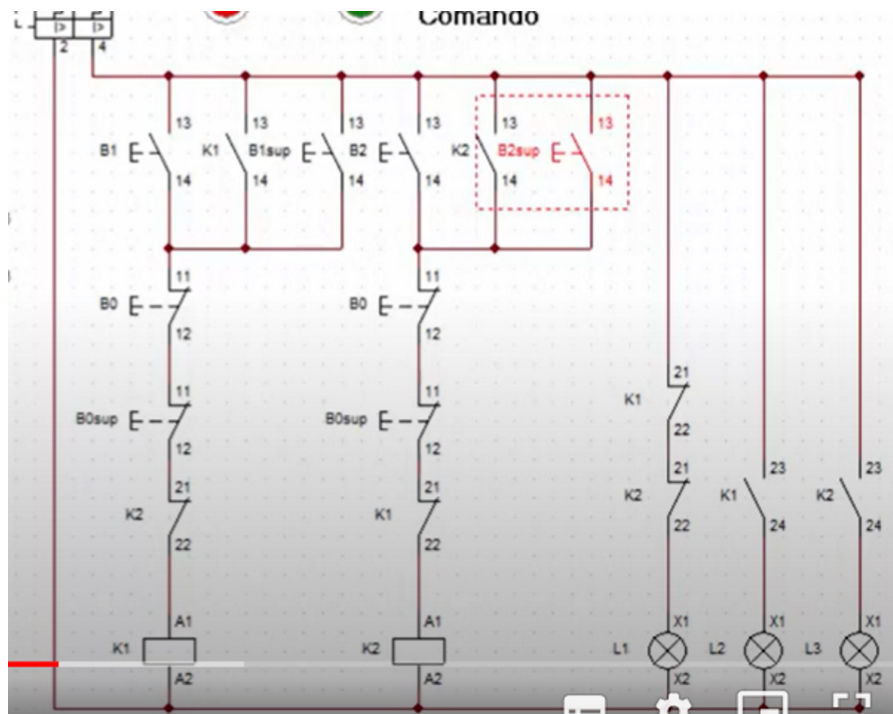 Comando
2 4
13 13 13 13 13 13
B1 K1 B1sup B2 K2 B2sup
14 14 14 14 14 14
11 11
B0 B0
12 12
21
K1
22
11 11
B0sup B0sup
12 12
21 21 21 23 23
K2 K1 K2 K1 K2
22 22 22 24 24
A1 A1 X1 X1 X1
K1 K2 L1 L2 L3
A2 A2 X2 X2 X2